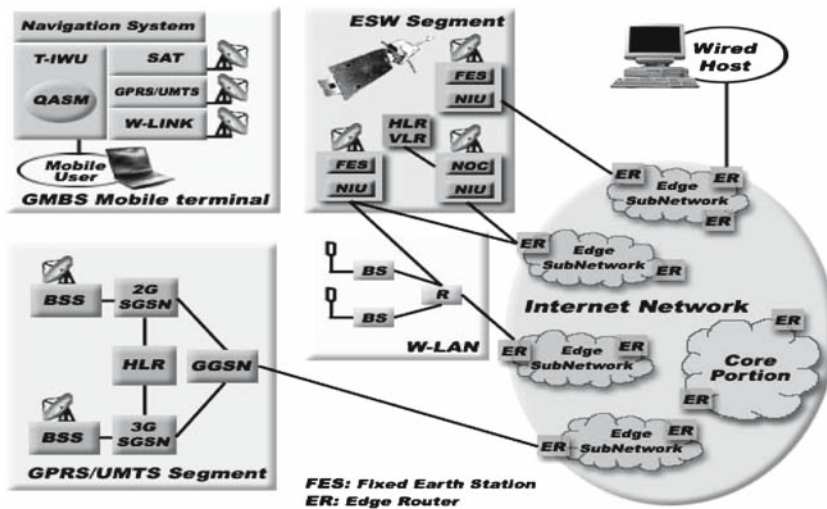 Navigation System
T-IWU
QASM
SAT
GPRS/UMTS
W-LINK
Mobile
User
GMBS Mobile terminal
ESW Segment
FES
NIU
HLR
VLR
FES
NIU
NOC
NIU
Wired
Host
ER
ER
Edge
SubNetwork
ER
ER
Edge
SubNetwork
ER
Internet Network
BS
BS
R
W-LAN
ER
Edge
SubNetwork
ER
ER
Core
Portion
ER
ER
Edge
SubNetwork
ER
BSS
2G
SGSN
HLR
GGSN
BSS
3G
SGSN
GPRS/UMTS Segment
FES: Fixed Earth Station
ER: Edge Router